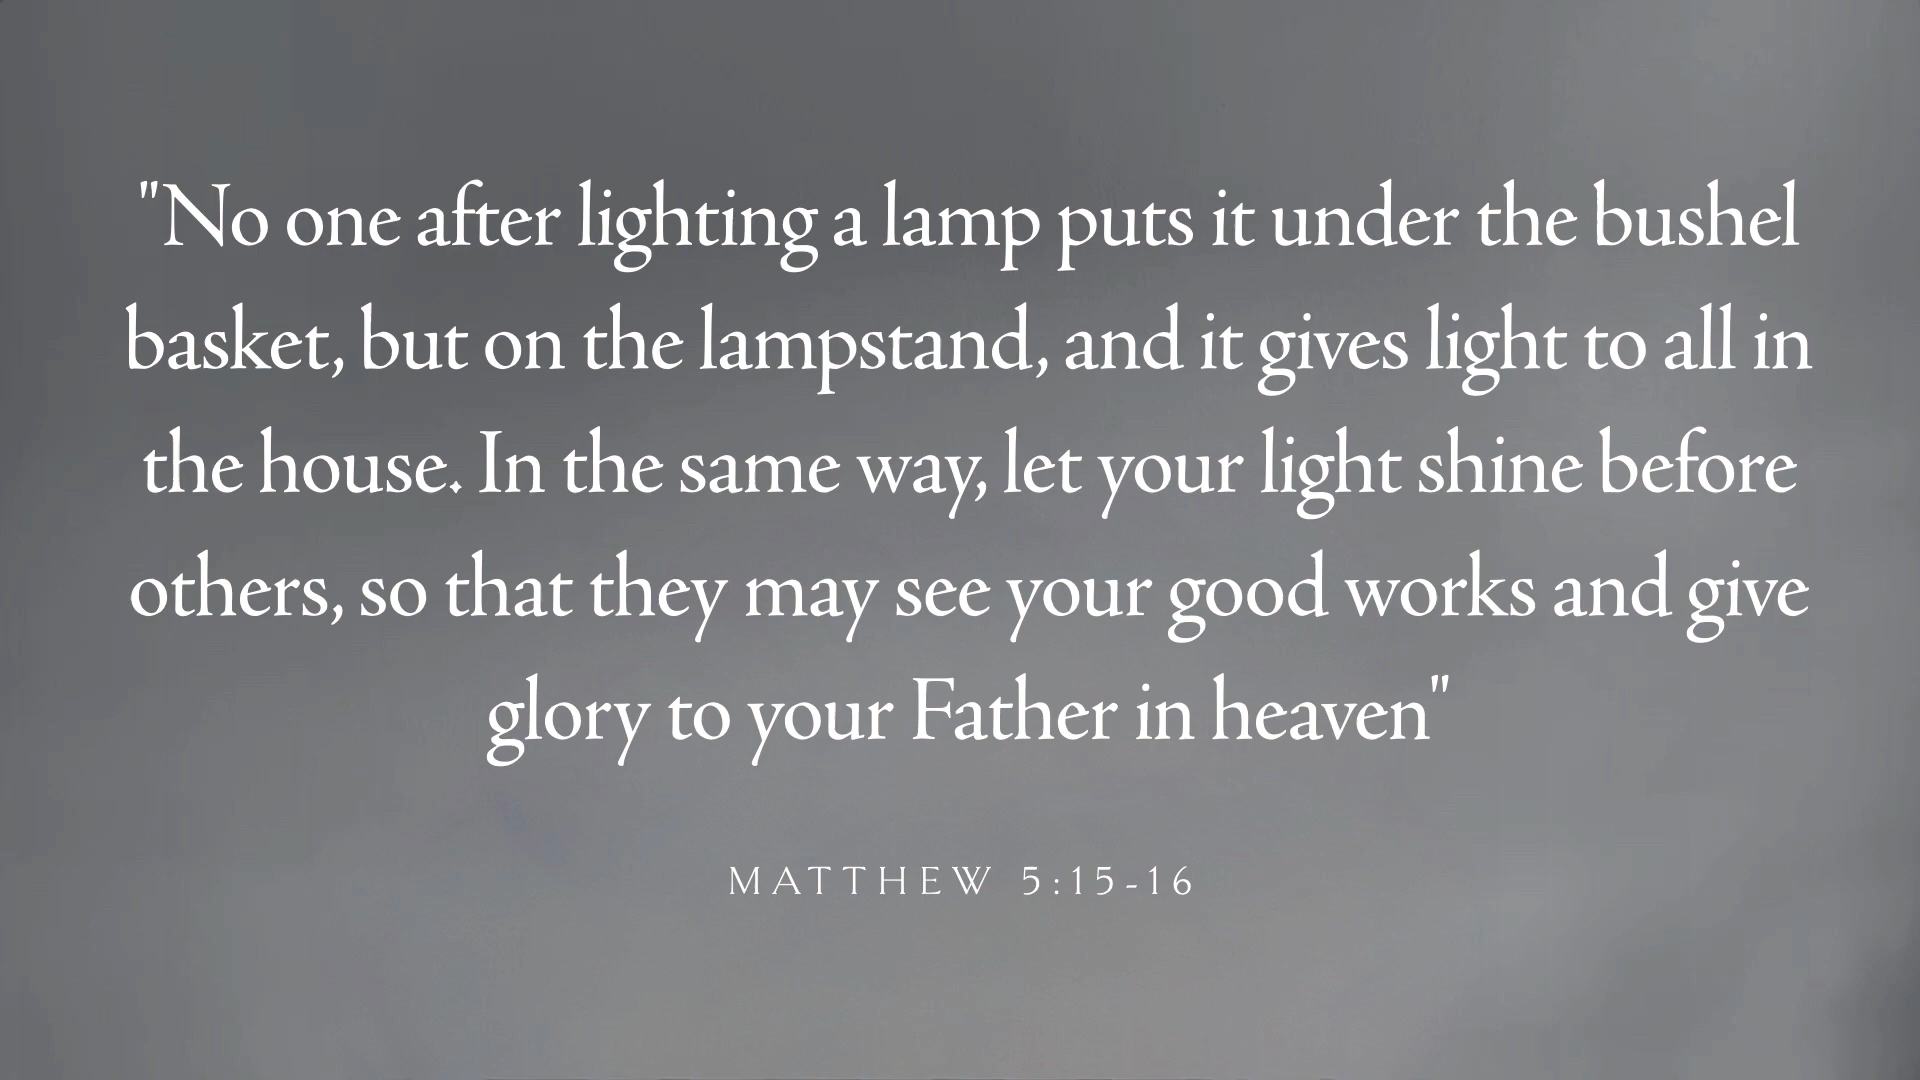 "No one after lighting a lamp puts it under the bushel
basket, but on the lampstand, and it gives light to all in
the house. In the same way, let your light shine before
others, so that they may see your good works and give
glory to your Father in heaven"
MATTHEW 5:15-16